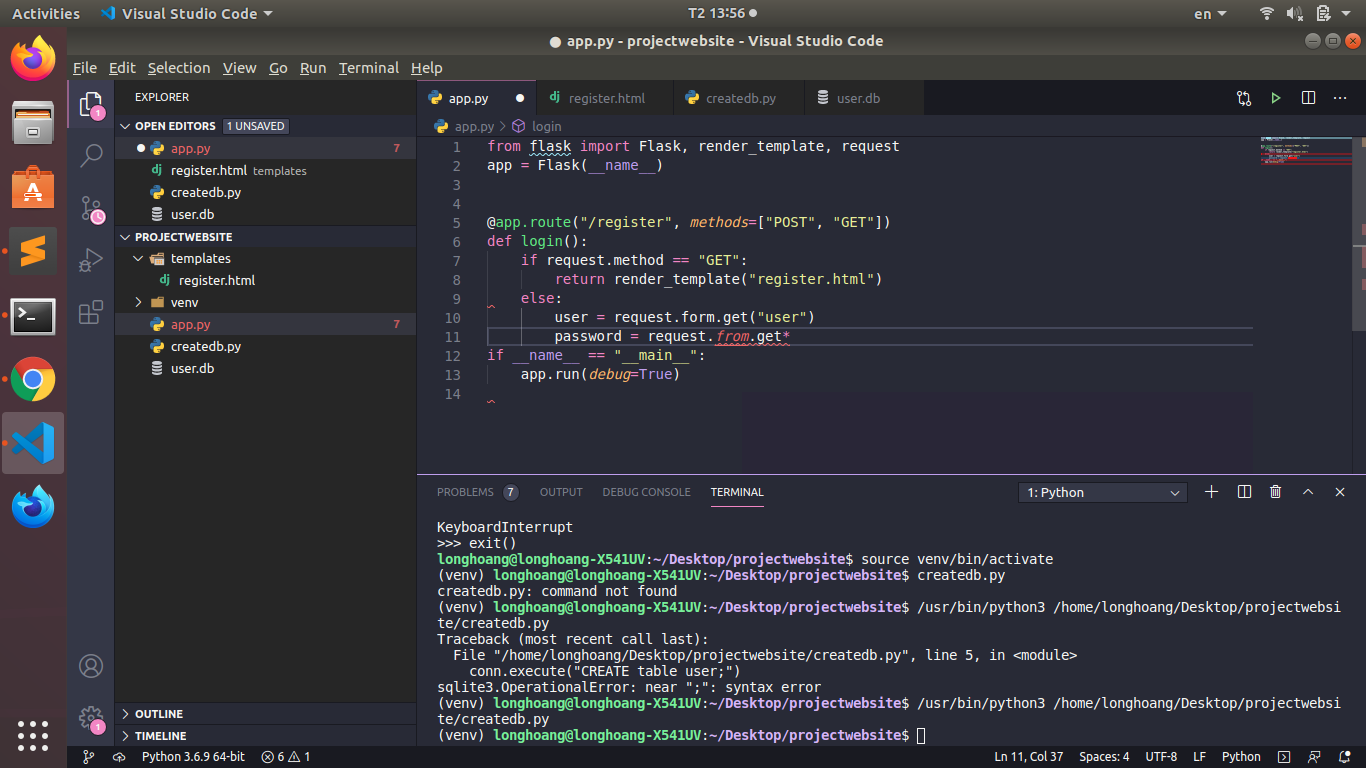 Activities
Visual Studio Code
T2 13:56
en
app.py - projectwebsite - Visual Studio Code
File Edit Selection View Go Run Terminal Help
1
EXPLORER
OPEN EDITORS 1 UNSAVED
app.py 7
register.html templates
createdb.py
user.db
PROJECTWEBSITE
templates
dj register.html
venv
app.py 7
createdb.py
user.db
OUTLINE
TIMELINE
1
app.py
dj register.html
createdb.py
user.db
app.py > login
1 from flask import Flask, render_template, request
2 app = Flask(__name__)
3
4
5 @app.route("/register", methods=["POST", "GET"])
6 def login():
7 if request.method == "GET":
8 return render_template("register.html")
9 else:
10 user = request.form.get("user")
11 password = request.from.get*
12 if __name__ == "__main__":
13 app.run(debug=True)
14
PROBLEMS 7 OUTPUT DEBUG CONSOLE TERMINAL
1: Python
KeyboardInterrupt
>>> exit()
longhoang@longhoang-X541UV:~/Desktop/projectwebsite$ source venv/bin/activate
(venv) longhoang@longhoang-X541UV:~/Desktop/projectwebsite$ createdb.py
createdb.py: command not found
(venv) longhoang@longhoang-X541UV:~/Desktop/projectwebsite$ /usr/bin/python3 /home/longhoang/Desktop/projectwebsi
te/createdb.py
Traceback (most recent call last):
File "/home/longhoang/Desktop/projectwebsite/createdb.py", line 5, in <module>
conn.execute("CREATE table user;")
sqlite3.OperationalError: near ";": syntax error
(venv) longhoang@longhoang-X541UV:~/Desktop/projectwebsite$ /usr/bin/python3 /home/longhoang/Desktop/projectwebsi
te/createdb.py
(venv) longhoang@longhoang-X541UV:~/Desktop/projectwebsite$
Python 3.6.9 64-bit 6 1
Ln 11, Col 37 Spaces: 4 UTF-8 LF Python